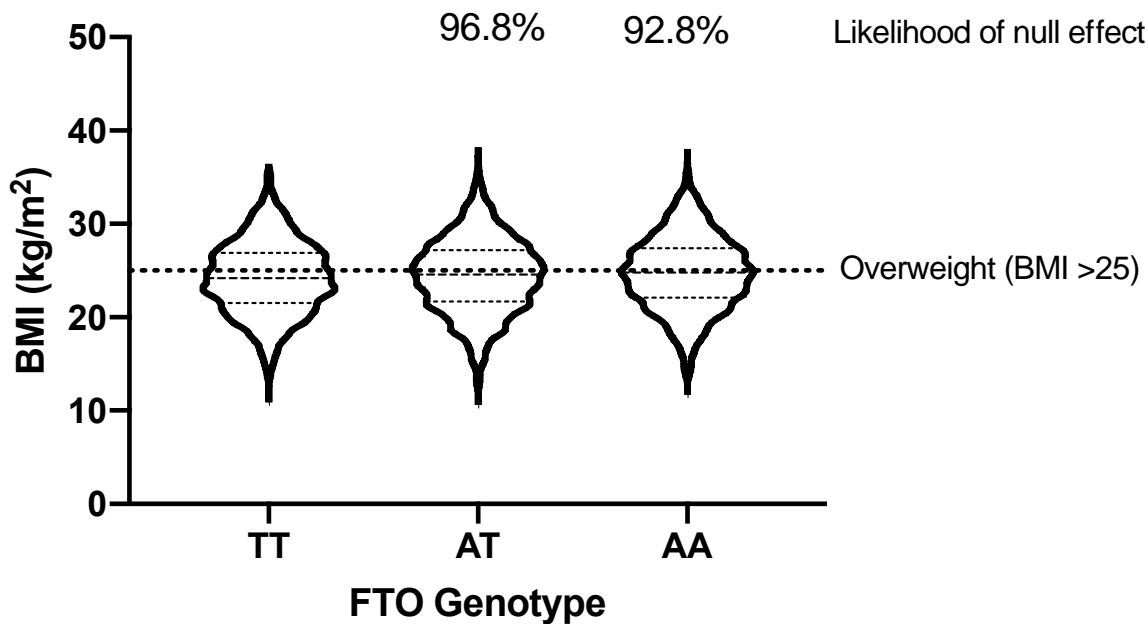 96.8% 92.8% Likelihood of null effect
50
40
30
20
10
0
BMI (kg/m²)
Overweight (BMI >25)
TT AT AA
FTO Genotype